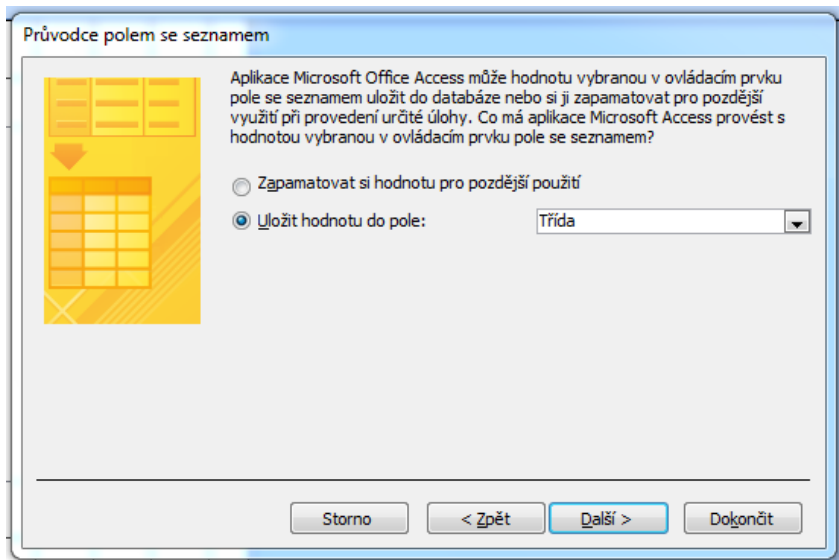 Průvodce polem se seznamem
Aplikace Microsoft Office Access může hodnotu vybranou v ovládacím prvku
pole se seznamem uložit do databáze nebo si ji zapamatovat pro pozdější
využití při provedení určité úlohy. Co má aplikace Microsoft Access provést s
hodnotou vybranou v ovládacím prvku pole se seznamem?
Zapamatovat si hodnotu pro pozdější použití
Uložit hodnotu do pole: Třída
Storno < Zpět Další > Dokončit